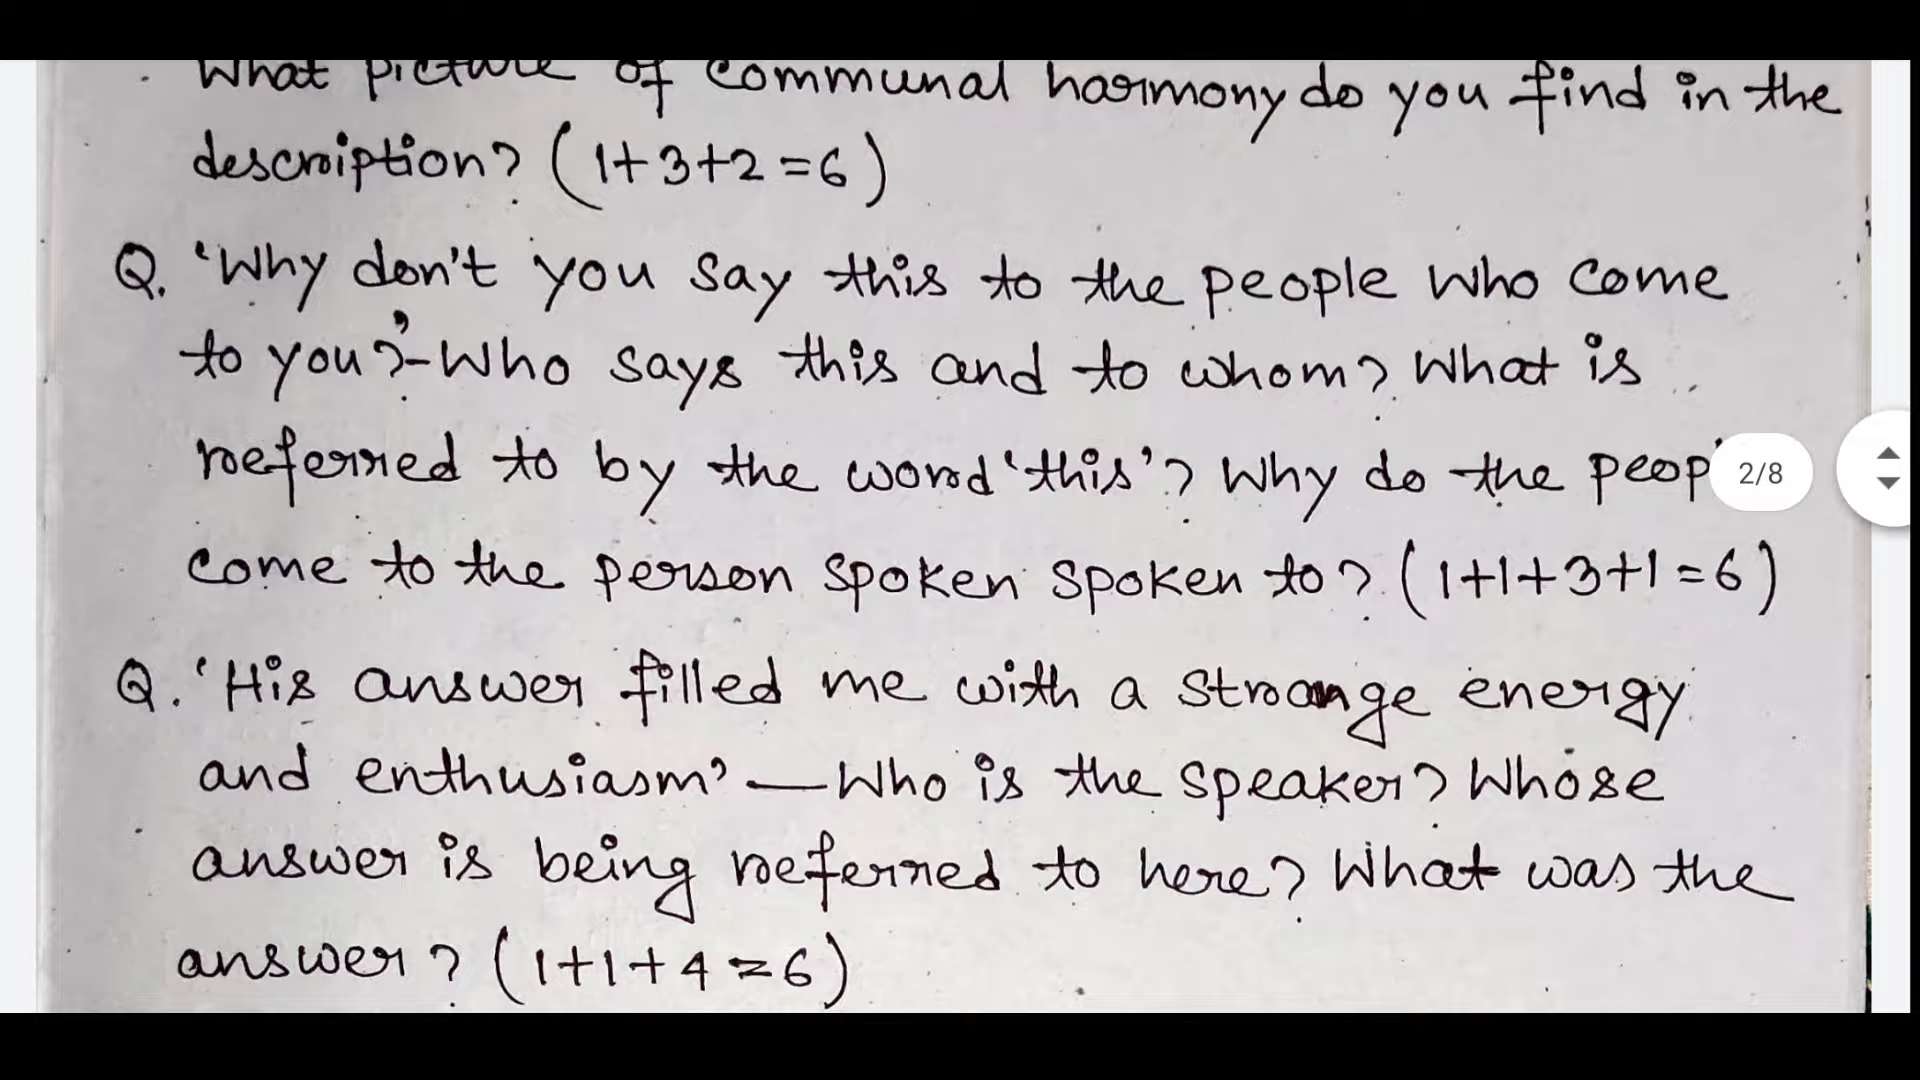 What picture of communal harmony do you find in the
description? (1+3+2=6)
Q. 'Why don't you say this to the people who come
to you?'-Who says this and to whom? What is
referred to by the word 'this'? Why do the peop
2/8
come to the person spoken spoken to? (1+1+3+1=6)
Q. 'His answer filled me with a strange energy
and enthusiasm' — Who is the speaker? Whose
answer is being referred to here? What was the
answer? (1+1+4=6)